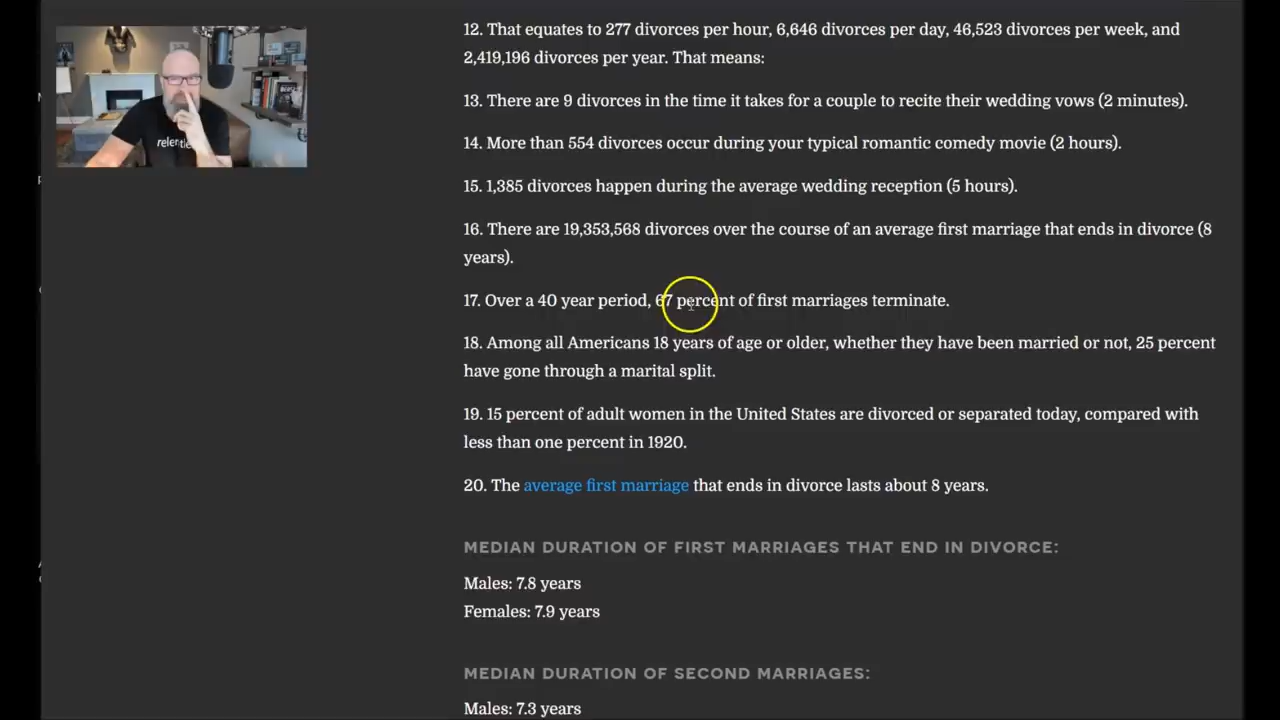 12. That equates to 277 divorces per hour, 6,646 divorces per day, 46,523 divorces per week, and
2,419,196 divorces per year. That means:
13. There are 9 divorces in the time it takes for a couple to recite their wedding vows (2 minutes).
14. More than 554 divorces occur during your typical romantic comedy movie (2 hours).
15. 1,385 divorces happen during the average wedding reception (5 hours).
16. There are 19,353,568 divorces over the course of an average first marriage that ends in divorce (8
years).
17. Over a 40 year period, 67 percent of first marriages terminate.
18. Among all Americans 18 years of age or older, whether they have been married or not, 25 percent
have gone through a marital split.
19. 15 percent of adult women in the United States are divorced or separated today, compared with
less than one percent in 1920.
20. The average first marriage that ends in divorce lasts about 8 years.
MEDIAN DURATION OF FIRST MARRIAGES THAT END IN DIVORCE:
Males: 7.8 years
Females: 7.9 years
MEDIAN DURATION OF SECOND MARRIAGES:
Males: 7.3 years